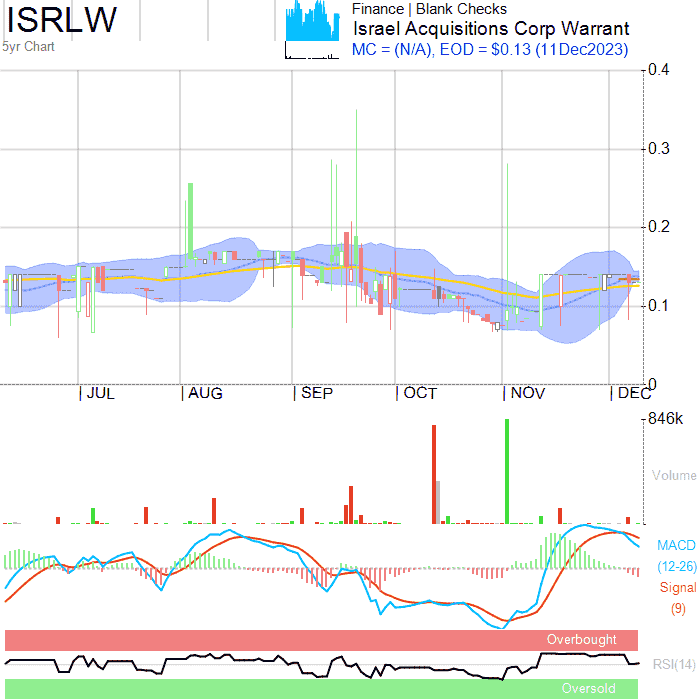 ISRLW
5yr Chart
Finance | Blank Checks
Israel Acquisitions Corp Warrant
MC = (N/A), EOD = $0.13 (11Dec2023)
0.4
0.3
0.2
0.1
0
JUL
AUG
SEP
OCT
NOV
DEC
846k
Volume
MACD
(12-26)
Signal
(9)
Overbought
RSI(14)
Oversold